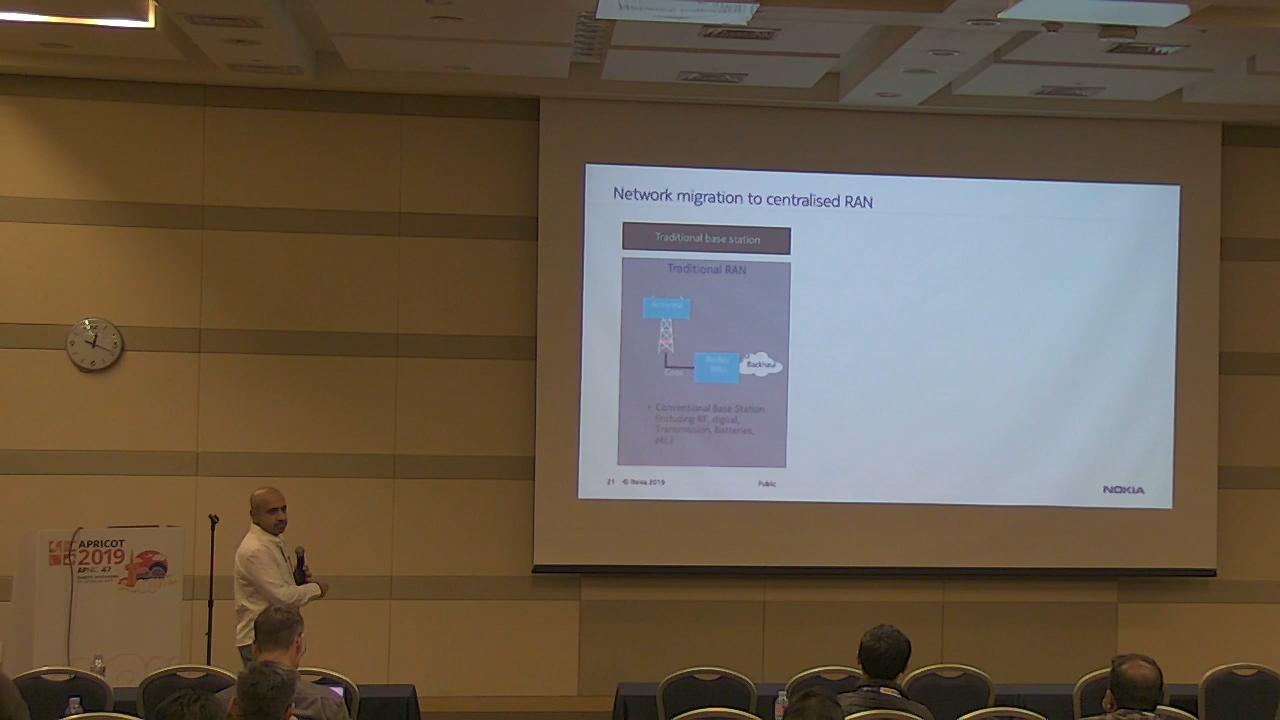 Network migration to centralised RAN
Traditional base station
Traditional RAN
Antenna
Backhaul
Coax
• Conventional Base Station
(including RF, digital,
Transmission, Batteries,
etc.)
21 © Nokia 2019
Public
NOKIA
APRICOT
2019
APNIC 47